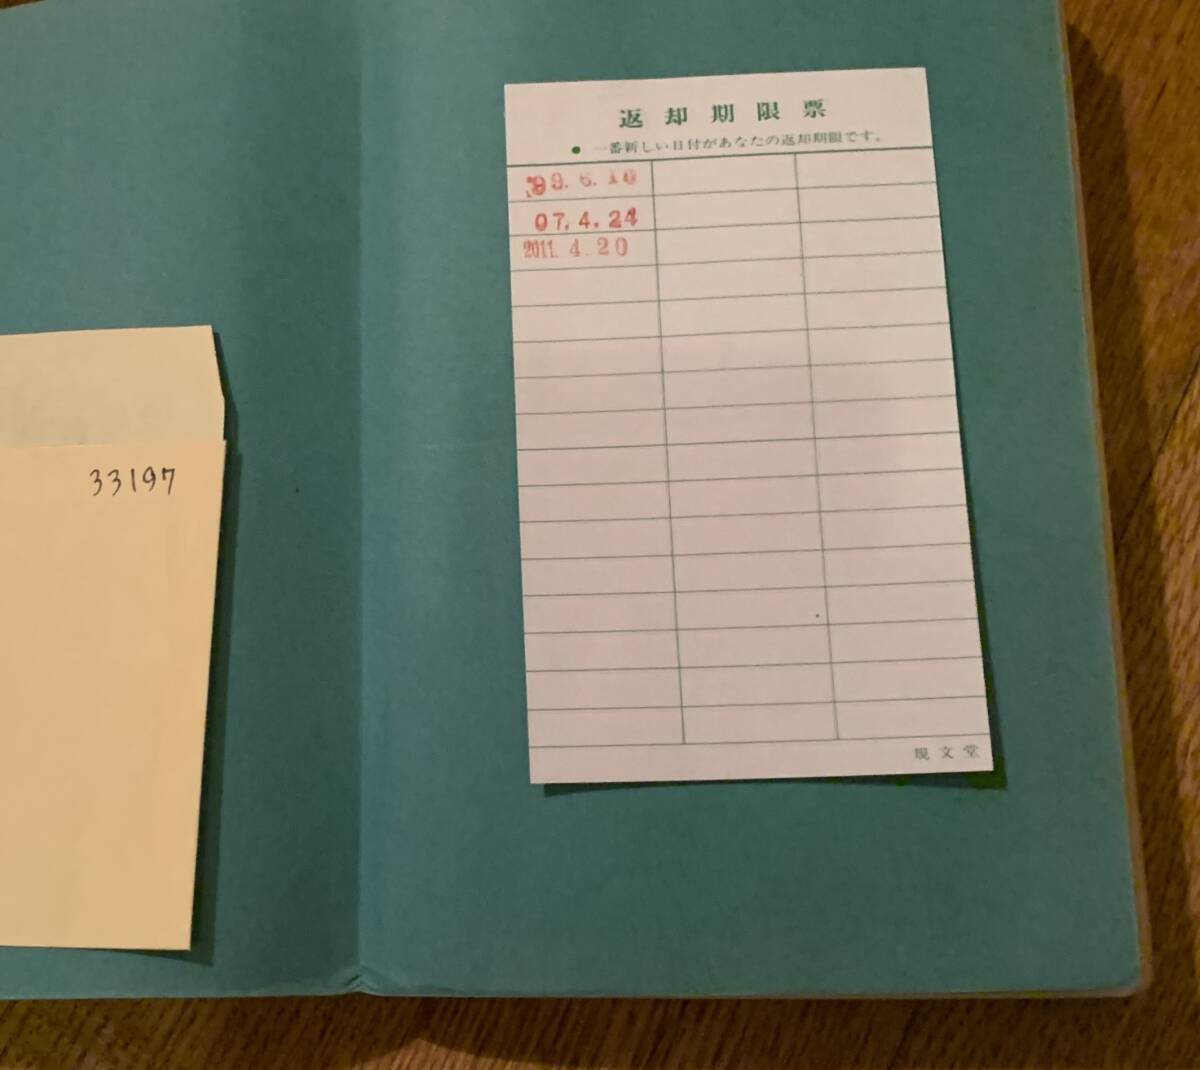 33197
返却期限票
● 一番新しい日付があなたの返却期限です。
'99.6.10
07.4.24
2011.4.20
規文堂